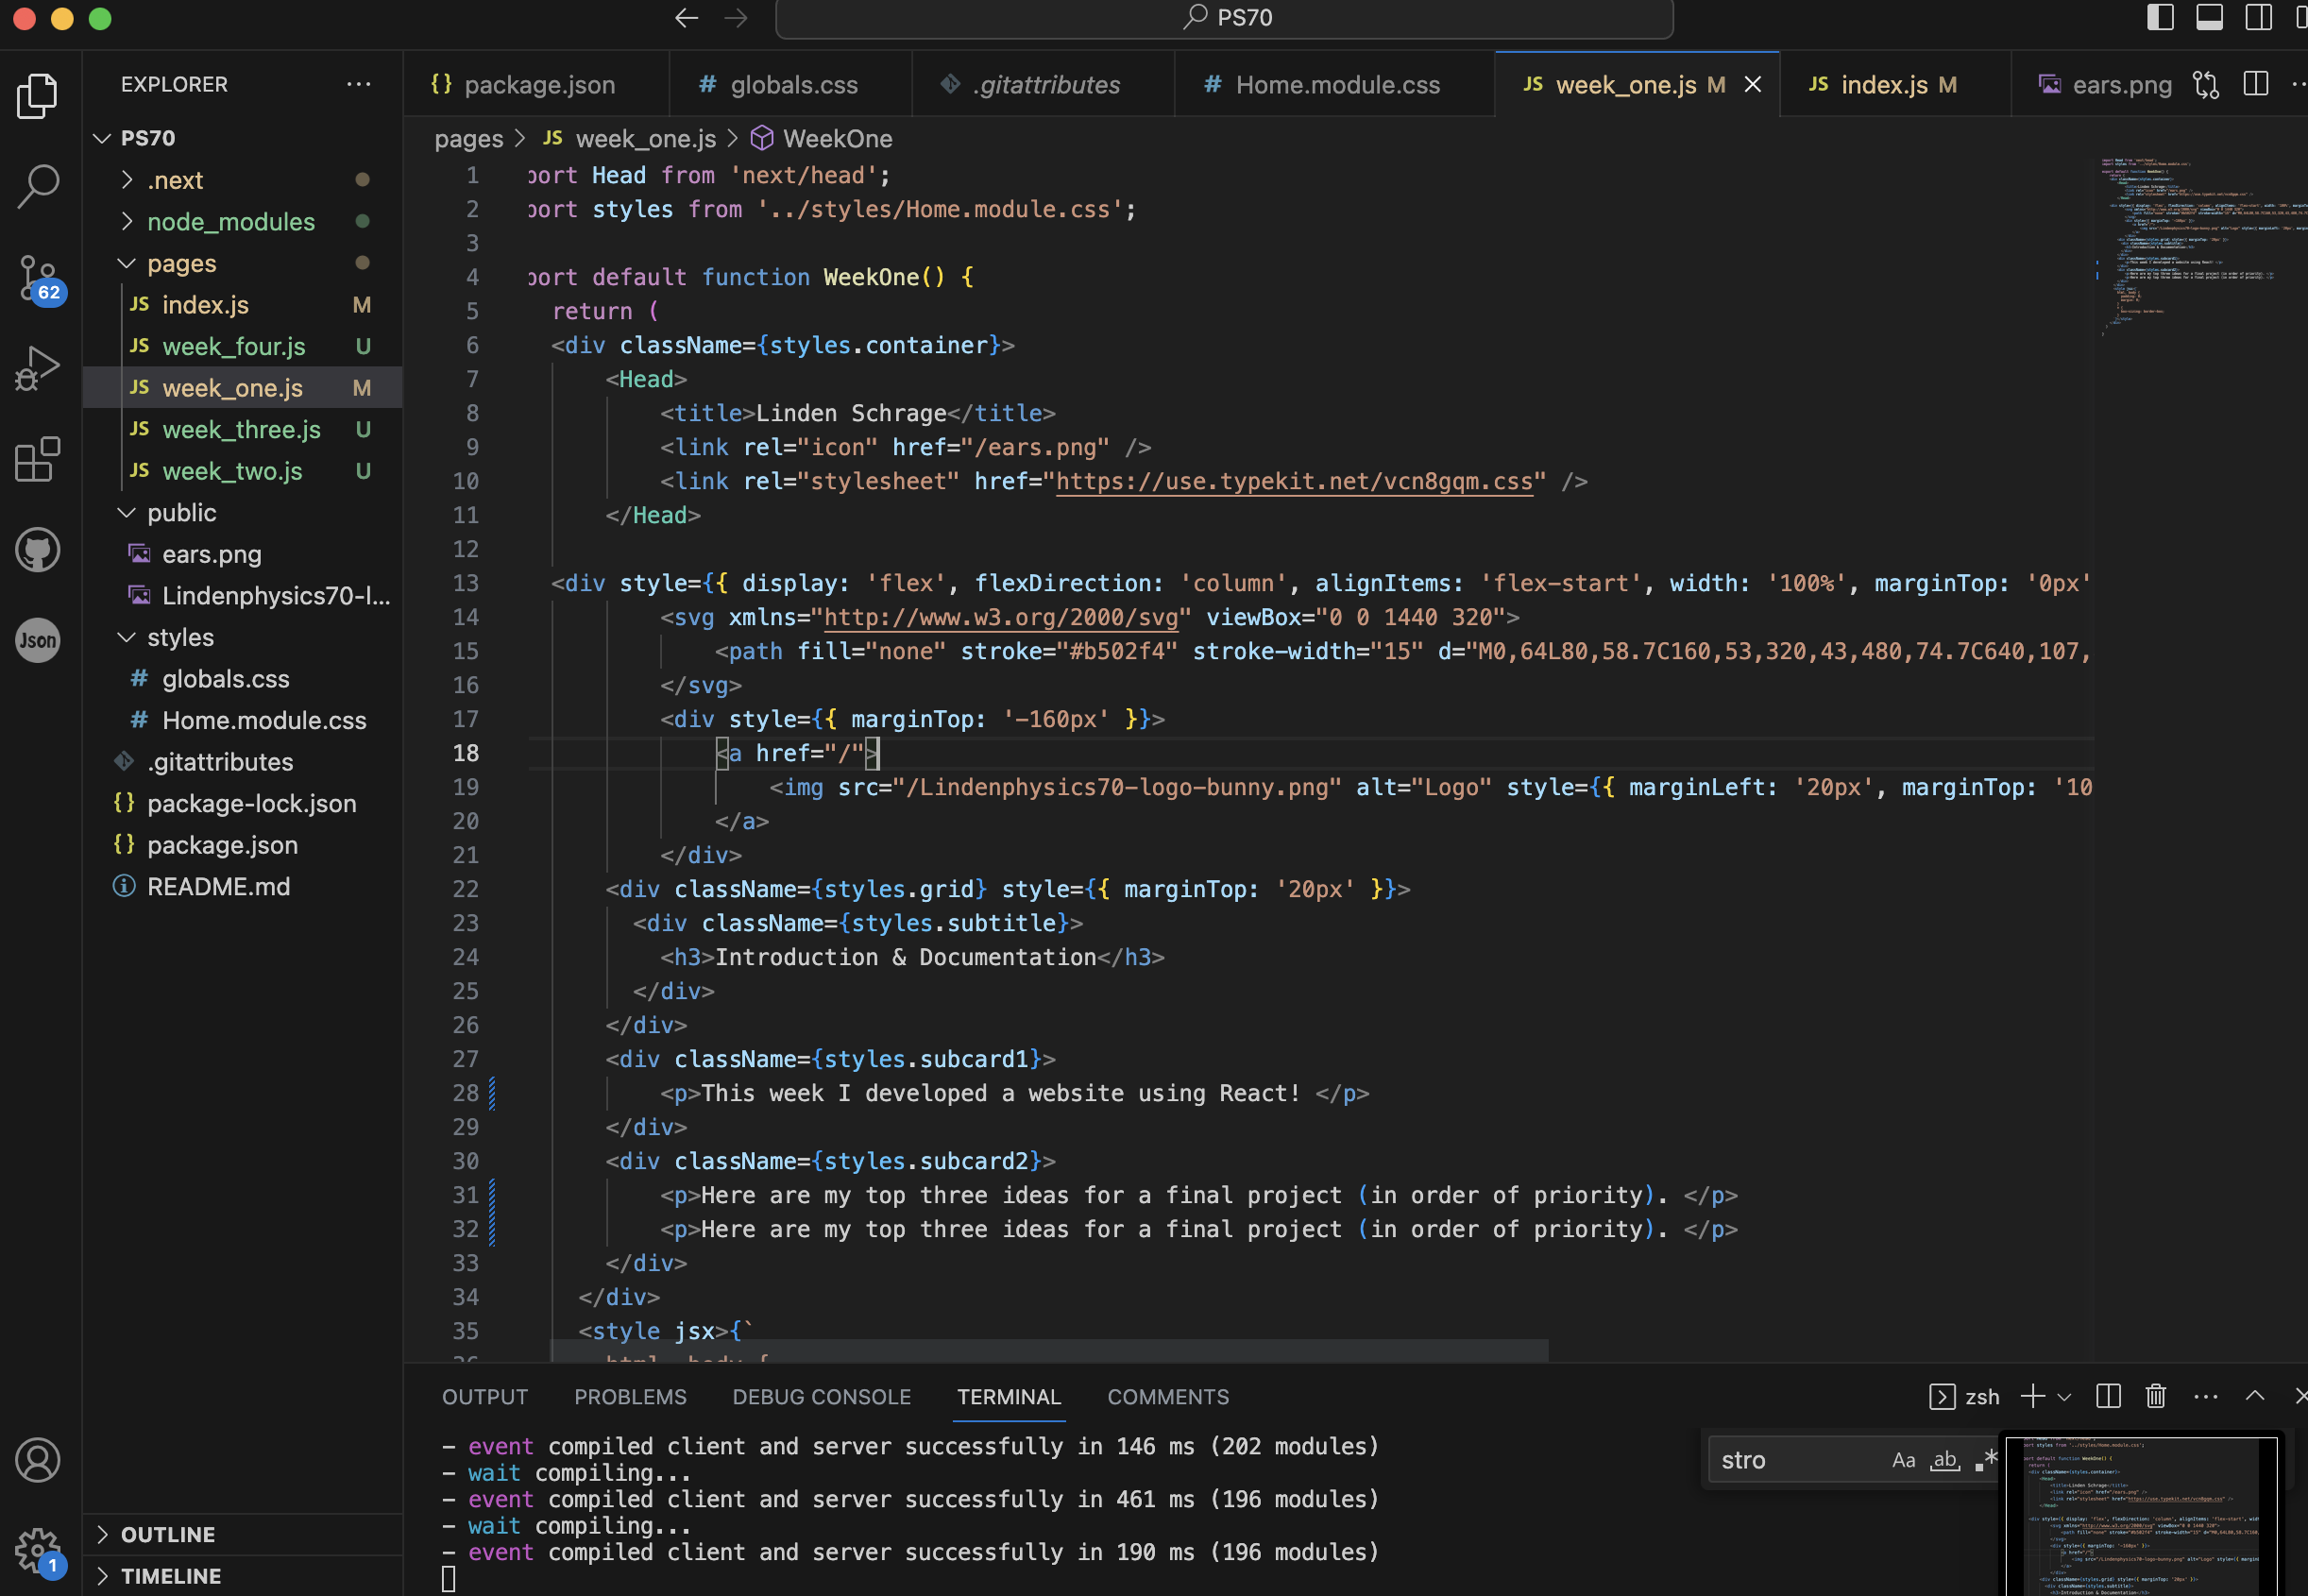 PS70
EXPLORER
PS70
.next
node_modules
pages
JS index.js M
JS week_four.js U
JS week_one.js M
JS week_three.js U
JS week_two.js U
public
ears.png
Lindenphysics70-l...
styles
# globals.css
# Home.module.css
.gitattributes
{} package-lock.json
{} package.json
README.md
62
Json
1
OUTLINE
TIMELINE
{} package.json # globals.css .gitattributes # Home.module.css JS week_one.js M JS index.js M ears.png
pages > JS week_one.js > WeekOne
1 port Head from 'next/head';
2 port styles from '../styles/Home.module.css';
3
4 port default function WeekOne() {
5 return (
6 <div className={styles.container}>
7 <Head>
8 <title>Linden Schrage</title>
9 <link rel="icon" href="/ears.png" />
10 <link rel="stylesheet" href="https://use.typekit.net/vcn8gqm.css" />
11 </Head>
12
13 <div style={{ display: 'flex', flexDirection: 'column', alignItems: 'flex-start', width: '100%', marginTop: '0px'
14 <svg xmlns="http://www.w3.org/2000/svg" viewBox="0 0 1440 320">
15 <path fill="none" stroke="#b502f4" stroke-width="15" d="M0,64L80,58.7C160,53,320,43,480,74.7C640,107,
16 </svg>
17 <div style={{ marginTop: '-160px' }}>
18 <a href="/">
19 <img src="/Lindenphysics70-logo-bunny.png" alt="Logo" style={{ marginLeft: '20px', marginTop: '10
20 </a>
21 </div>
22 <div className={styles.grid} style={{ marginTop: '20px' }}>
23 <div className={styles.subtitle}>
24 <h3>Introduction & Documentation</h3>
25 </div>
26 </div>
27 <div className={styles.subcard1}>
28 <p>This week I developed a website using React! </p>
29 </div>
30 <div className={styles.subcard2}>
31 <p>Here are my top three ideas for a final project (in order of priority). </p>
32 <p>Here are my top three ideas for a final project (in order of priority). </p>
33 </div>
34 </div>
35 <style jsx>{`
36 html, body {
OUTPUT PROBLEMS DEBUG CONSOLE TERMINAL COMMENTS zsh
- event compiled client and server successfully in 146 ms (202 modules)
- wait compiling...
- event compiled client and server successfully in 461 ms (196 modules)
- wait compiling...
- event compiled client and server successfully in 190 ms (196 modules)
stro Aa ab .*